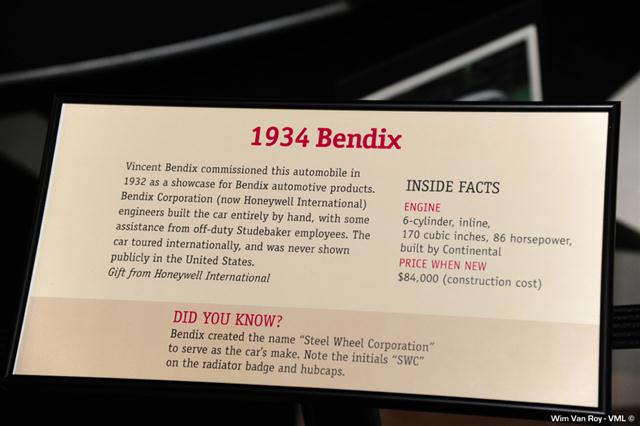 1934 Bendix
Vincent Bendix commissioned this automobile in
1932 as a showcase for Bendix automotive products.
Bendix Corporation (now Honeywell International)
engineers built the car entirely by hand, with some
assistance from off-duty Studebaker employees. The
car toured internationally, and was never shown
publicly in the United States.
Gift from Honeywell International
INSIDE FACTS
ENGINE
6-cylinder, inline,
170 cubic inches, 86 horsepower,
built by Continental
PRICE WHEN NEW
$84,000 (construction cost)
DID YOU KNOW?
Bendix created the name “Steel Wheel Corporation”
to serve as the car's make. Note the initials “SWC”
on the radiator badge and hubcaps.
Wim Van Roy - VML ©